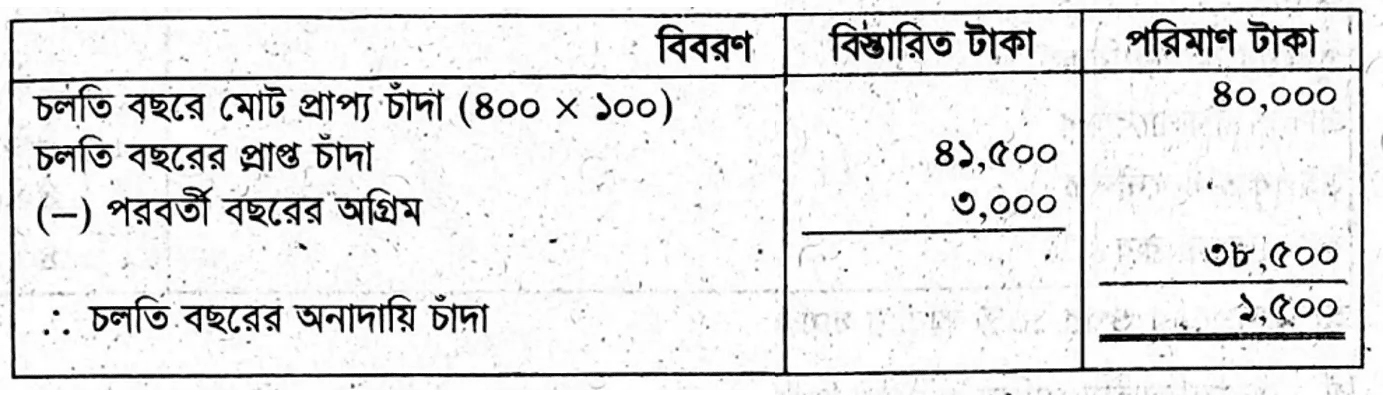 বিবরণ বিস্তারিত টাকা পরিমাণ টাকা
চলতি বছরে মোট প্রাপ্য চাঁদা (৪০০ × ১০০) ৪০,০০০
চলতি বছরের প্রাপ্ত চাঁদা ৪১,৫০০
(–) পরবর্তী বছরের অগ্রিম ৩,০০০
৩৮,৫০০
∴ চলতি বছরের অনাদায়ি চাঁদা ১,৫০০